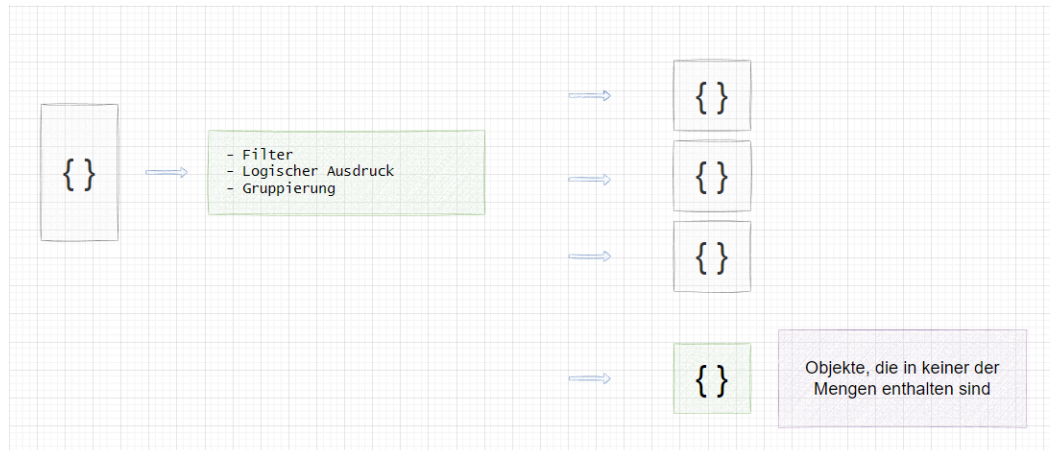 { }
- Filter
- Logischer Ausdruck
- Gruppierung
{ }
{ }
{ }
{ }
Objekte, die in keiner der
Mengen enthalten sind